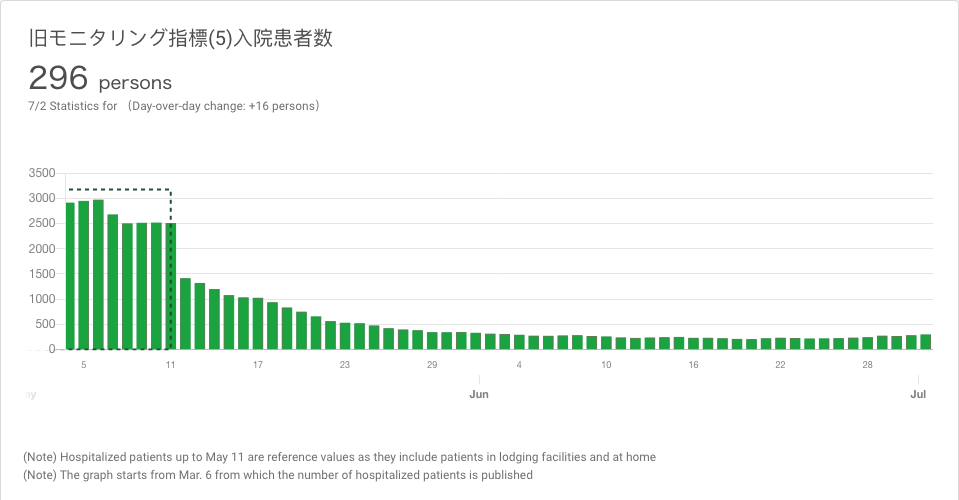 旧モニタリング指標(5)入院患者数
296 persons
7/2 Statistics for （Day-over-day change: +16 persons）
3500
3000
2500
2000
1500
1000
500
0
5 11 17 23 29 4 10 16 22 28
ay Jun Jul
(Note) Hospitalized patients up to May 11 are reference values as they include patients in lodging facilities and at home
(Note) The graph starts from Mar. 6 from which the number of hospitalized patients is published